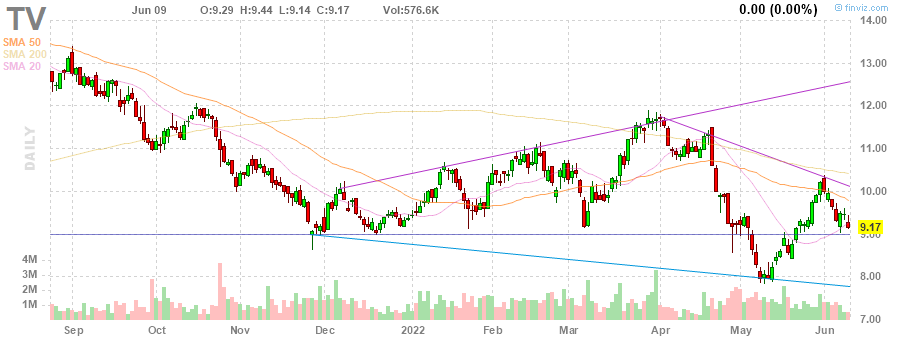 TV
Jun 09 O:9.29 H:9.44 L:9.14 C:9.17 Vol:576.6K
0.00 (0.00%)
© finviz.com
SMA 50
SMA 200
SMA 20
DAILY
14.00
13.00
12.00
11.00
10.00
9.17
9.00
8.00
7.00
4M
3M
2M
1M
Sep Oct Nov Dec 2022 Feb Mar Apr May Jun